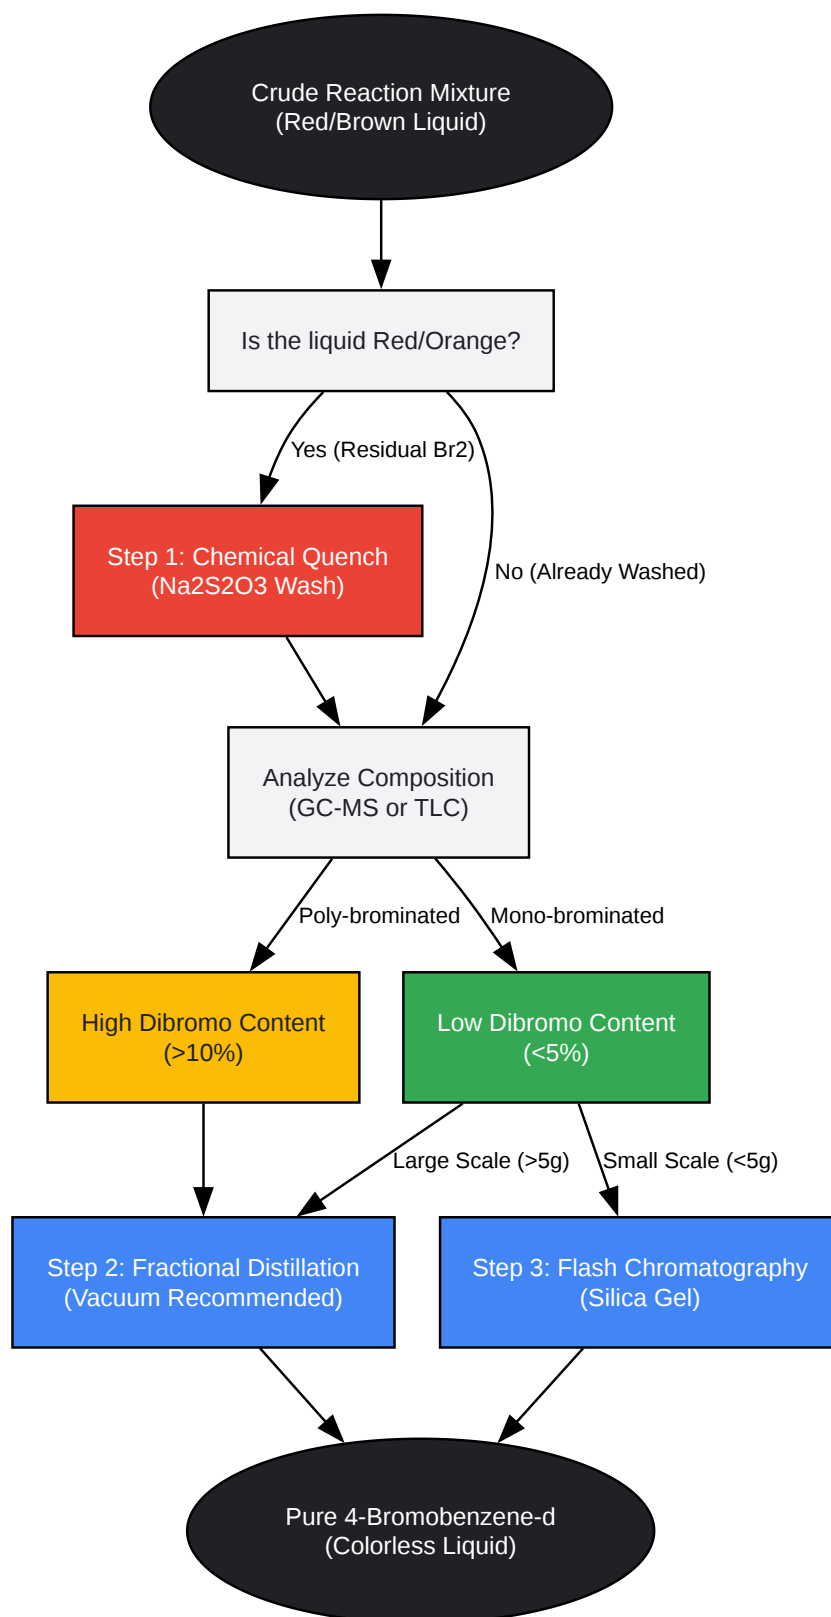 Crude Reaction Mixture
(Red/Brown Liquid)
Is the liquid Red/Orange?
Yes (Residual Br2)
Step 1: Chemical Quench
(Na2S2O3 Wash)
No (Already Washed)
Analyze Composition
(GC-MS or TLC)
Poly-brominated
Mono-brominated
High Dibromo Content
(>10%)
Low Dibromo Content
(<5%)
Large Scale (>5g)
Small Scale (<5g)
Step 2: Fractional Distillation
(Vacuum Recommended)
Step 3: Flash Chromatography
(Silica Gel)
Pure 4-Bromobenzene-d
(Colorless Liquid)